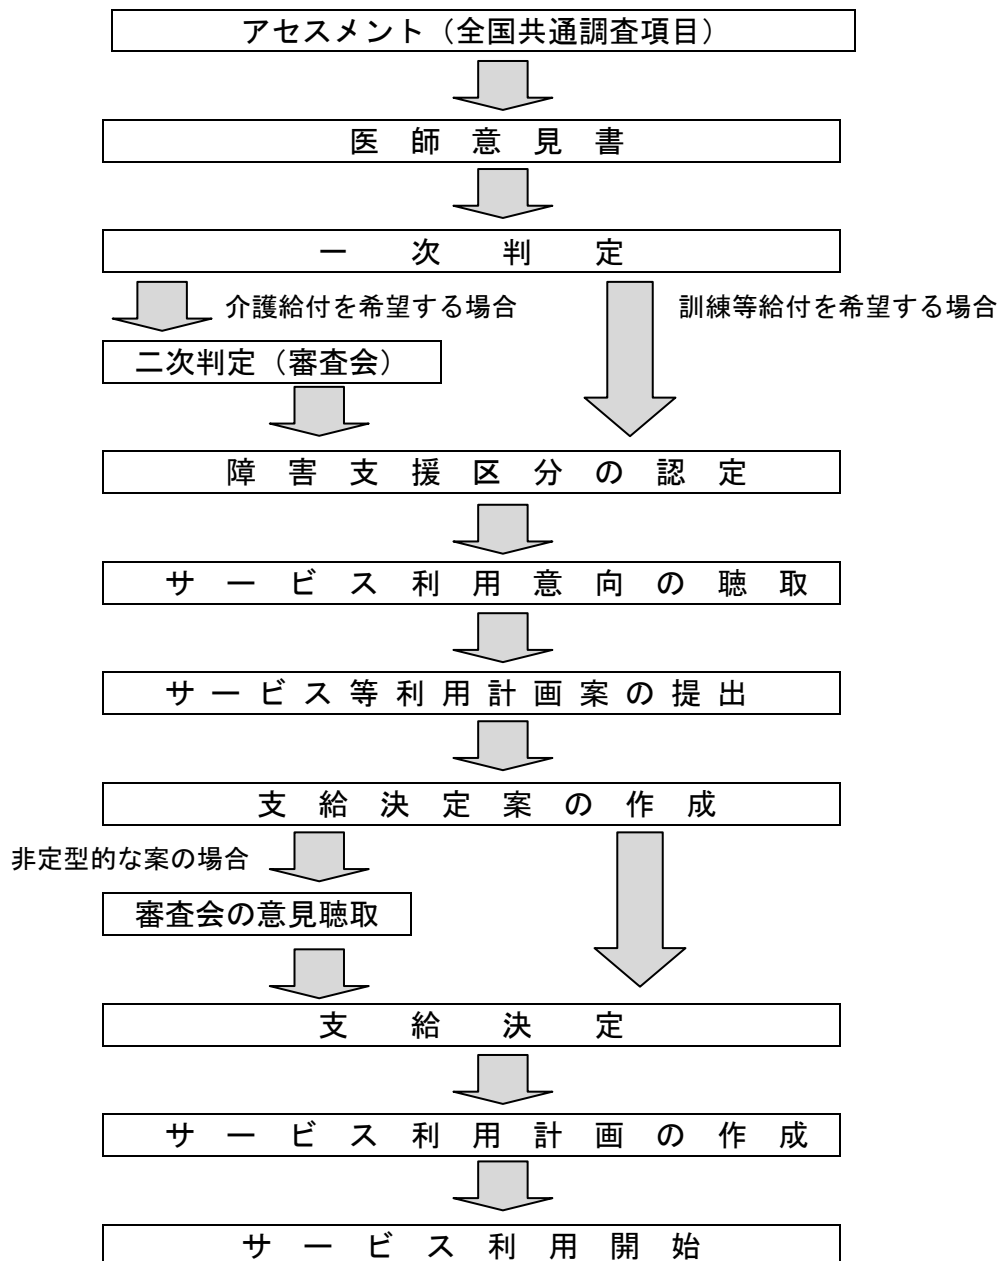 アセスメント（全国共通調査項目）
医師意見書
一次判定
介護給付を希望する場合
訓練等給付を希望する場合
二次判定（審査会）
障害支援区分の認定
サービス利用意向の聴取
サービス等利用計画案の提出
支給決定案の作成
非定型的な案の場合
審査会の意見聴取
支給決定
サービス利用計画の作成
サービス利用開始